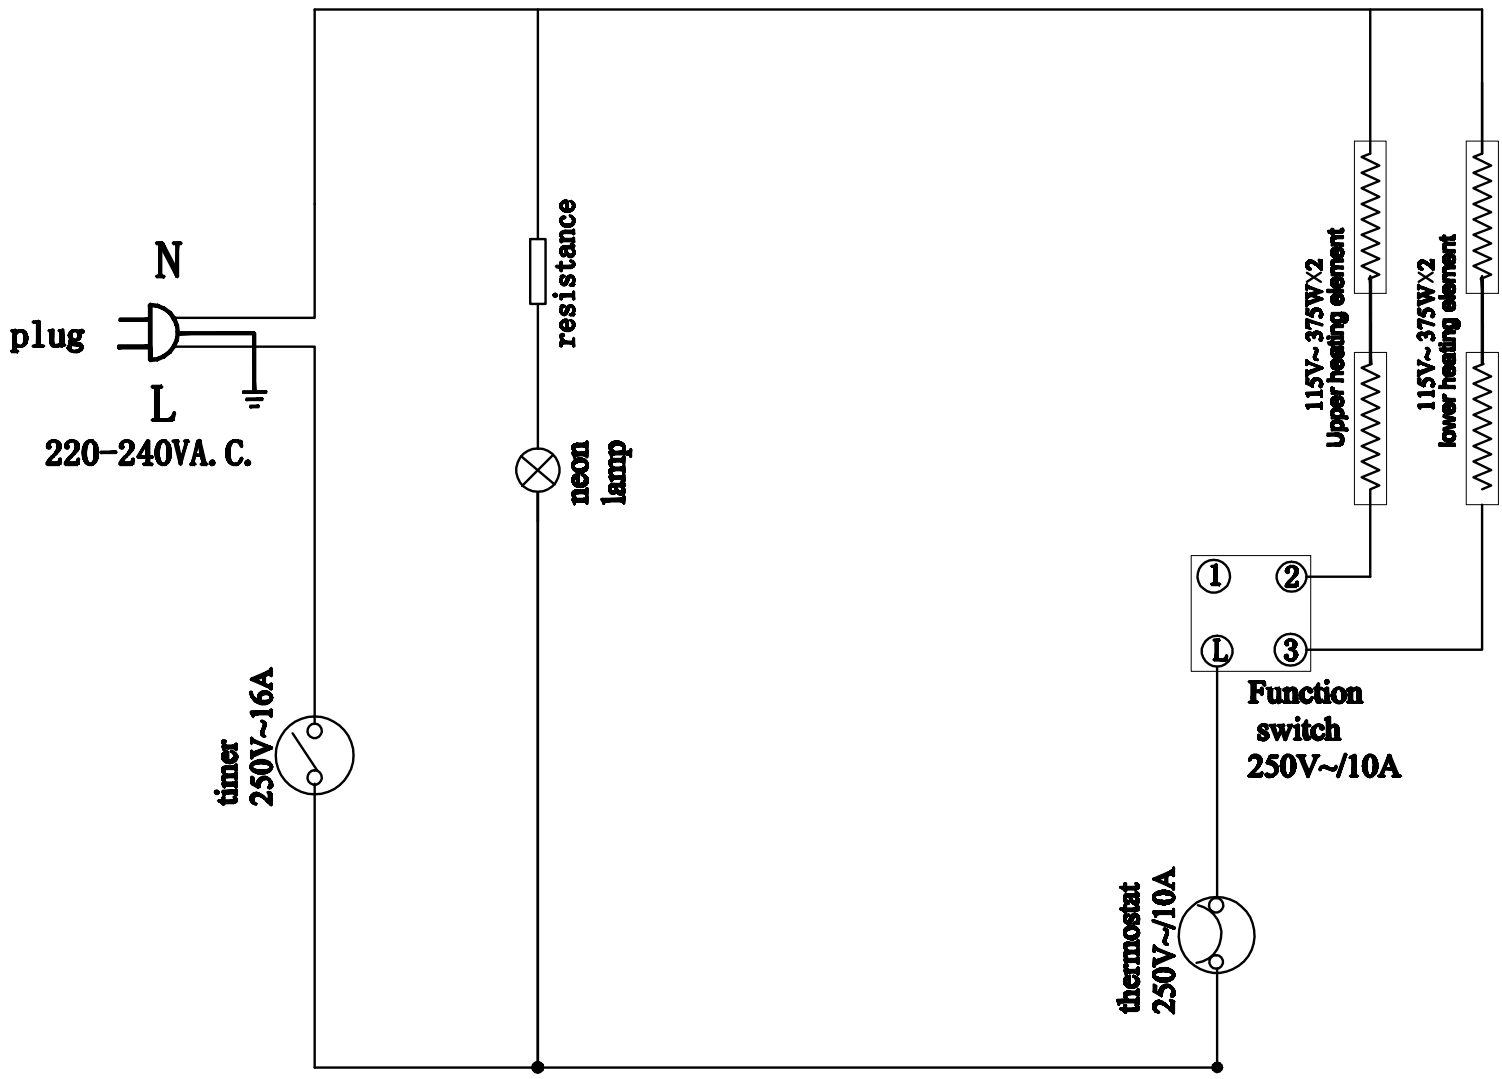 N
plug
L
220-240VA.C.
resistance
neon
lamp
115V~ 375W×2
Upper heating element
115V~ 375W×2
lower heating element
1
2
L
3
Function
switch
250V~/10A
timer
250V~16A
thermostat
250V~/10A